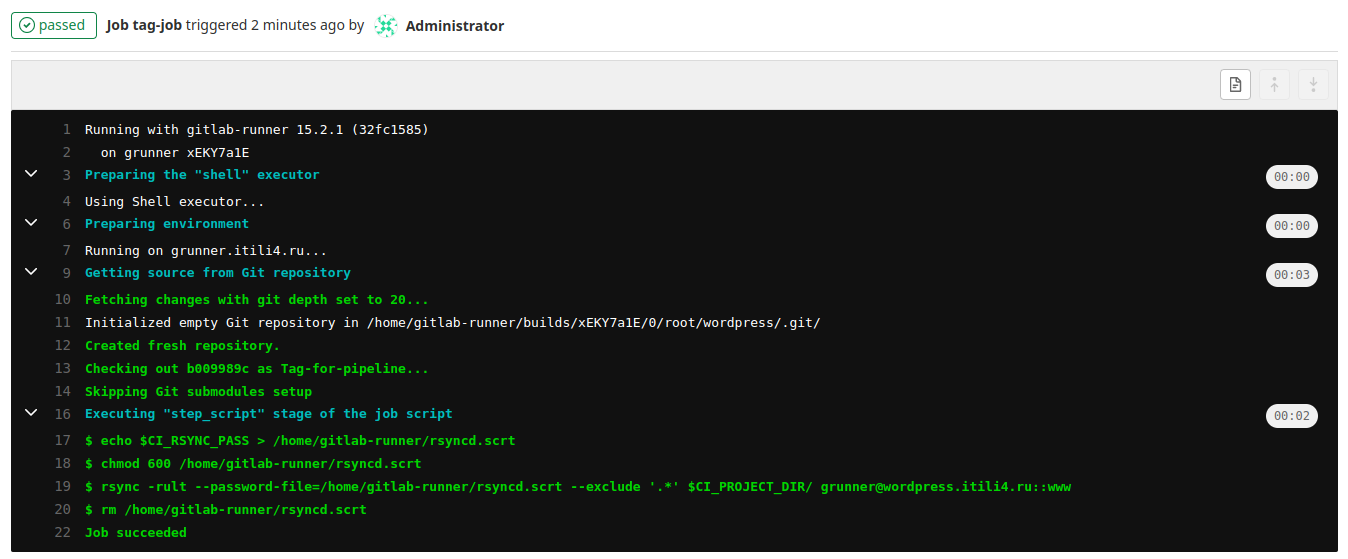 passed Job tag-job triggered 2 minutes ago by Administrator
1 Running with gitlab-runner 15.2.1 (32fc1585)
2 on grunner xEKY7a1E
3 Preparing the "shell" executor 00:00
4 Using Shell executor...
6 Preparing environment 00:00
7 Running on grunner.itili4.ru...
9 Getting source from Git repository 00:03
10 Fetching changes with git depth set to 20...
11 Initialized empty Git repository in /home/gitlab-runner/builds/xEKY7a1E/0/root/wordpress/.git/
12 Created fresh repository.
13 Checking out b009989c as Tag-for-pipeline...
14 Skipping Git submodules setup
16 Executing "step_script" stage of the job script 00:02
17 $ echo $CI_RSYNC_PASS > /home/gitlab-runner/rsyncd.scrt
18 $ chmod 600 /home/gitlab-runner/rsyncd.scrt
19 $ rsync -rult --password-file=/home/gitlab-runner/rsyncd.scrt --exclude '.*' $CI_PROJECT_DIR/ grunner@wordpress.itili4.ru::www
20 $ rm /home/gitlab-runner/rsyncd.scrt
22 Job succeeded